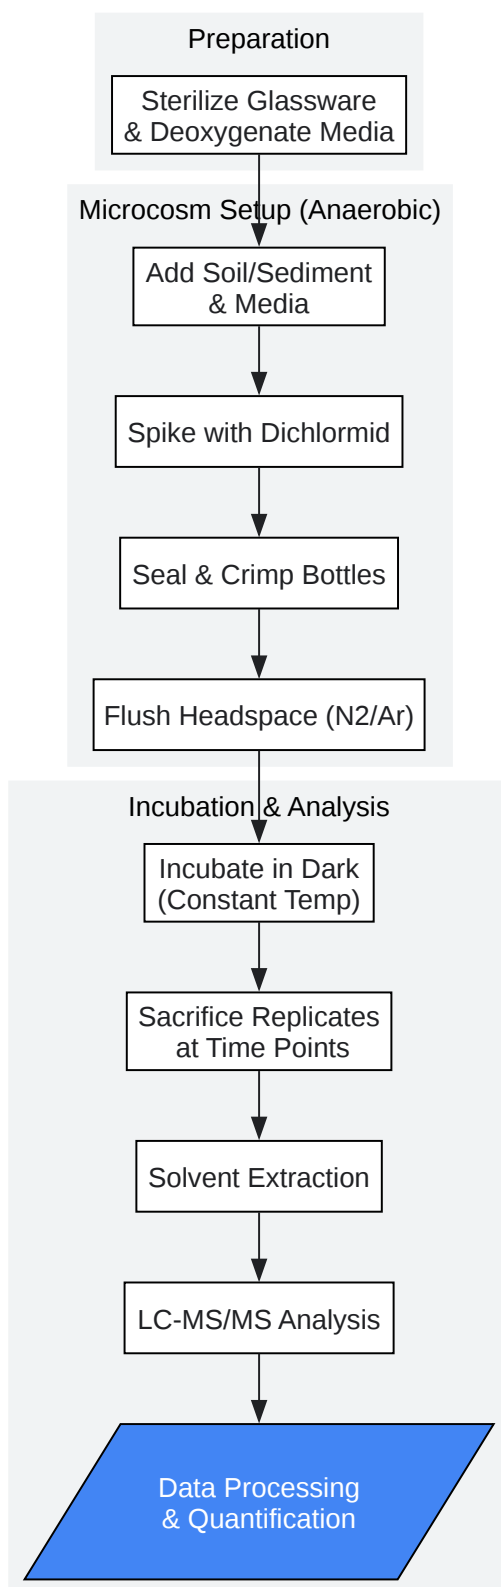 Preparation
Sterilize Glassware
& Deoxygenate Media
Microcosm Setup (Anaerobic)
Add Soil/Sediment
& Media
Spike with Dichlormid
Seal & Crimp Bottles
Flush Headspace (N2/Ar)
Incubation & Analysis
Incubate in Dark
(Constant Temp)
Sacrifice Replicates
at Time Points
Solvent Extraction
LC-MS/MS Analysis
Data Processing
& Quantification